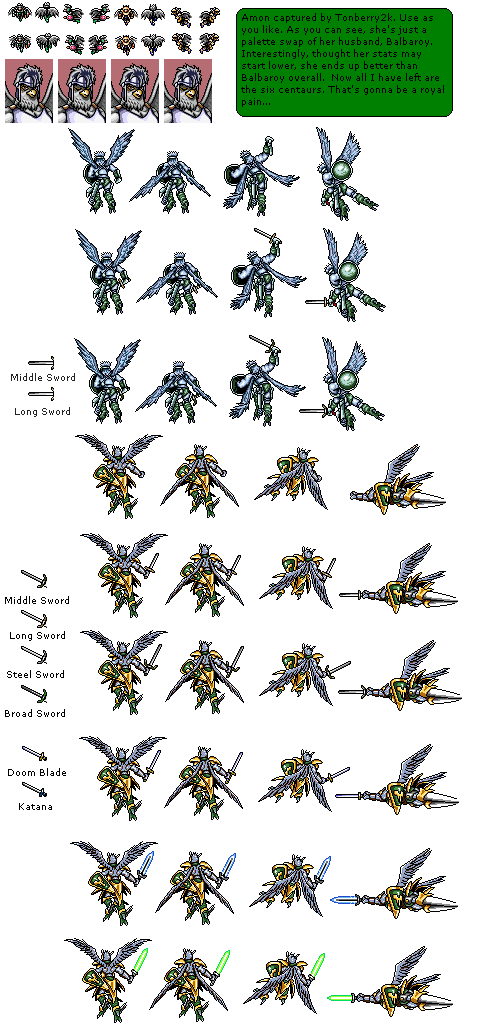 Amon captured by Tonberry2k. Use as
you like. As you can see, she's just a
palette swap of her husband, Balbaroy.
Interestingly, thought her stats may
start lower, she ends up better than
Balbaroy overall. Now all I have left are
the six centaurs. That's gonna be a royal
pain...
Middle Sword
Long Sword
Middle Sword
Long Sword
Steel Sword
Broad Sword
Doom Blade
Katana